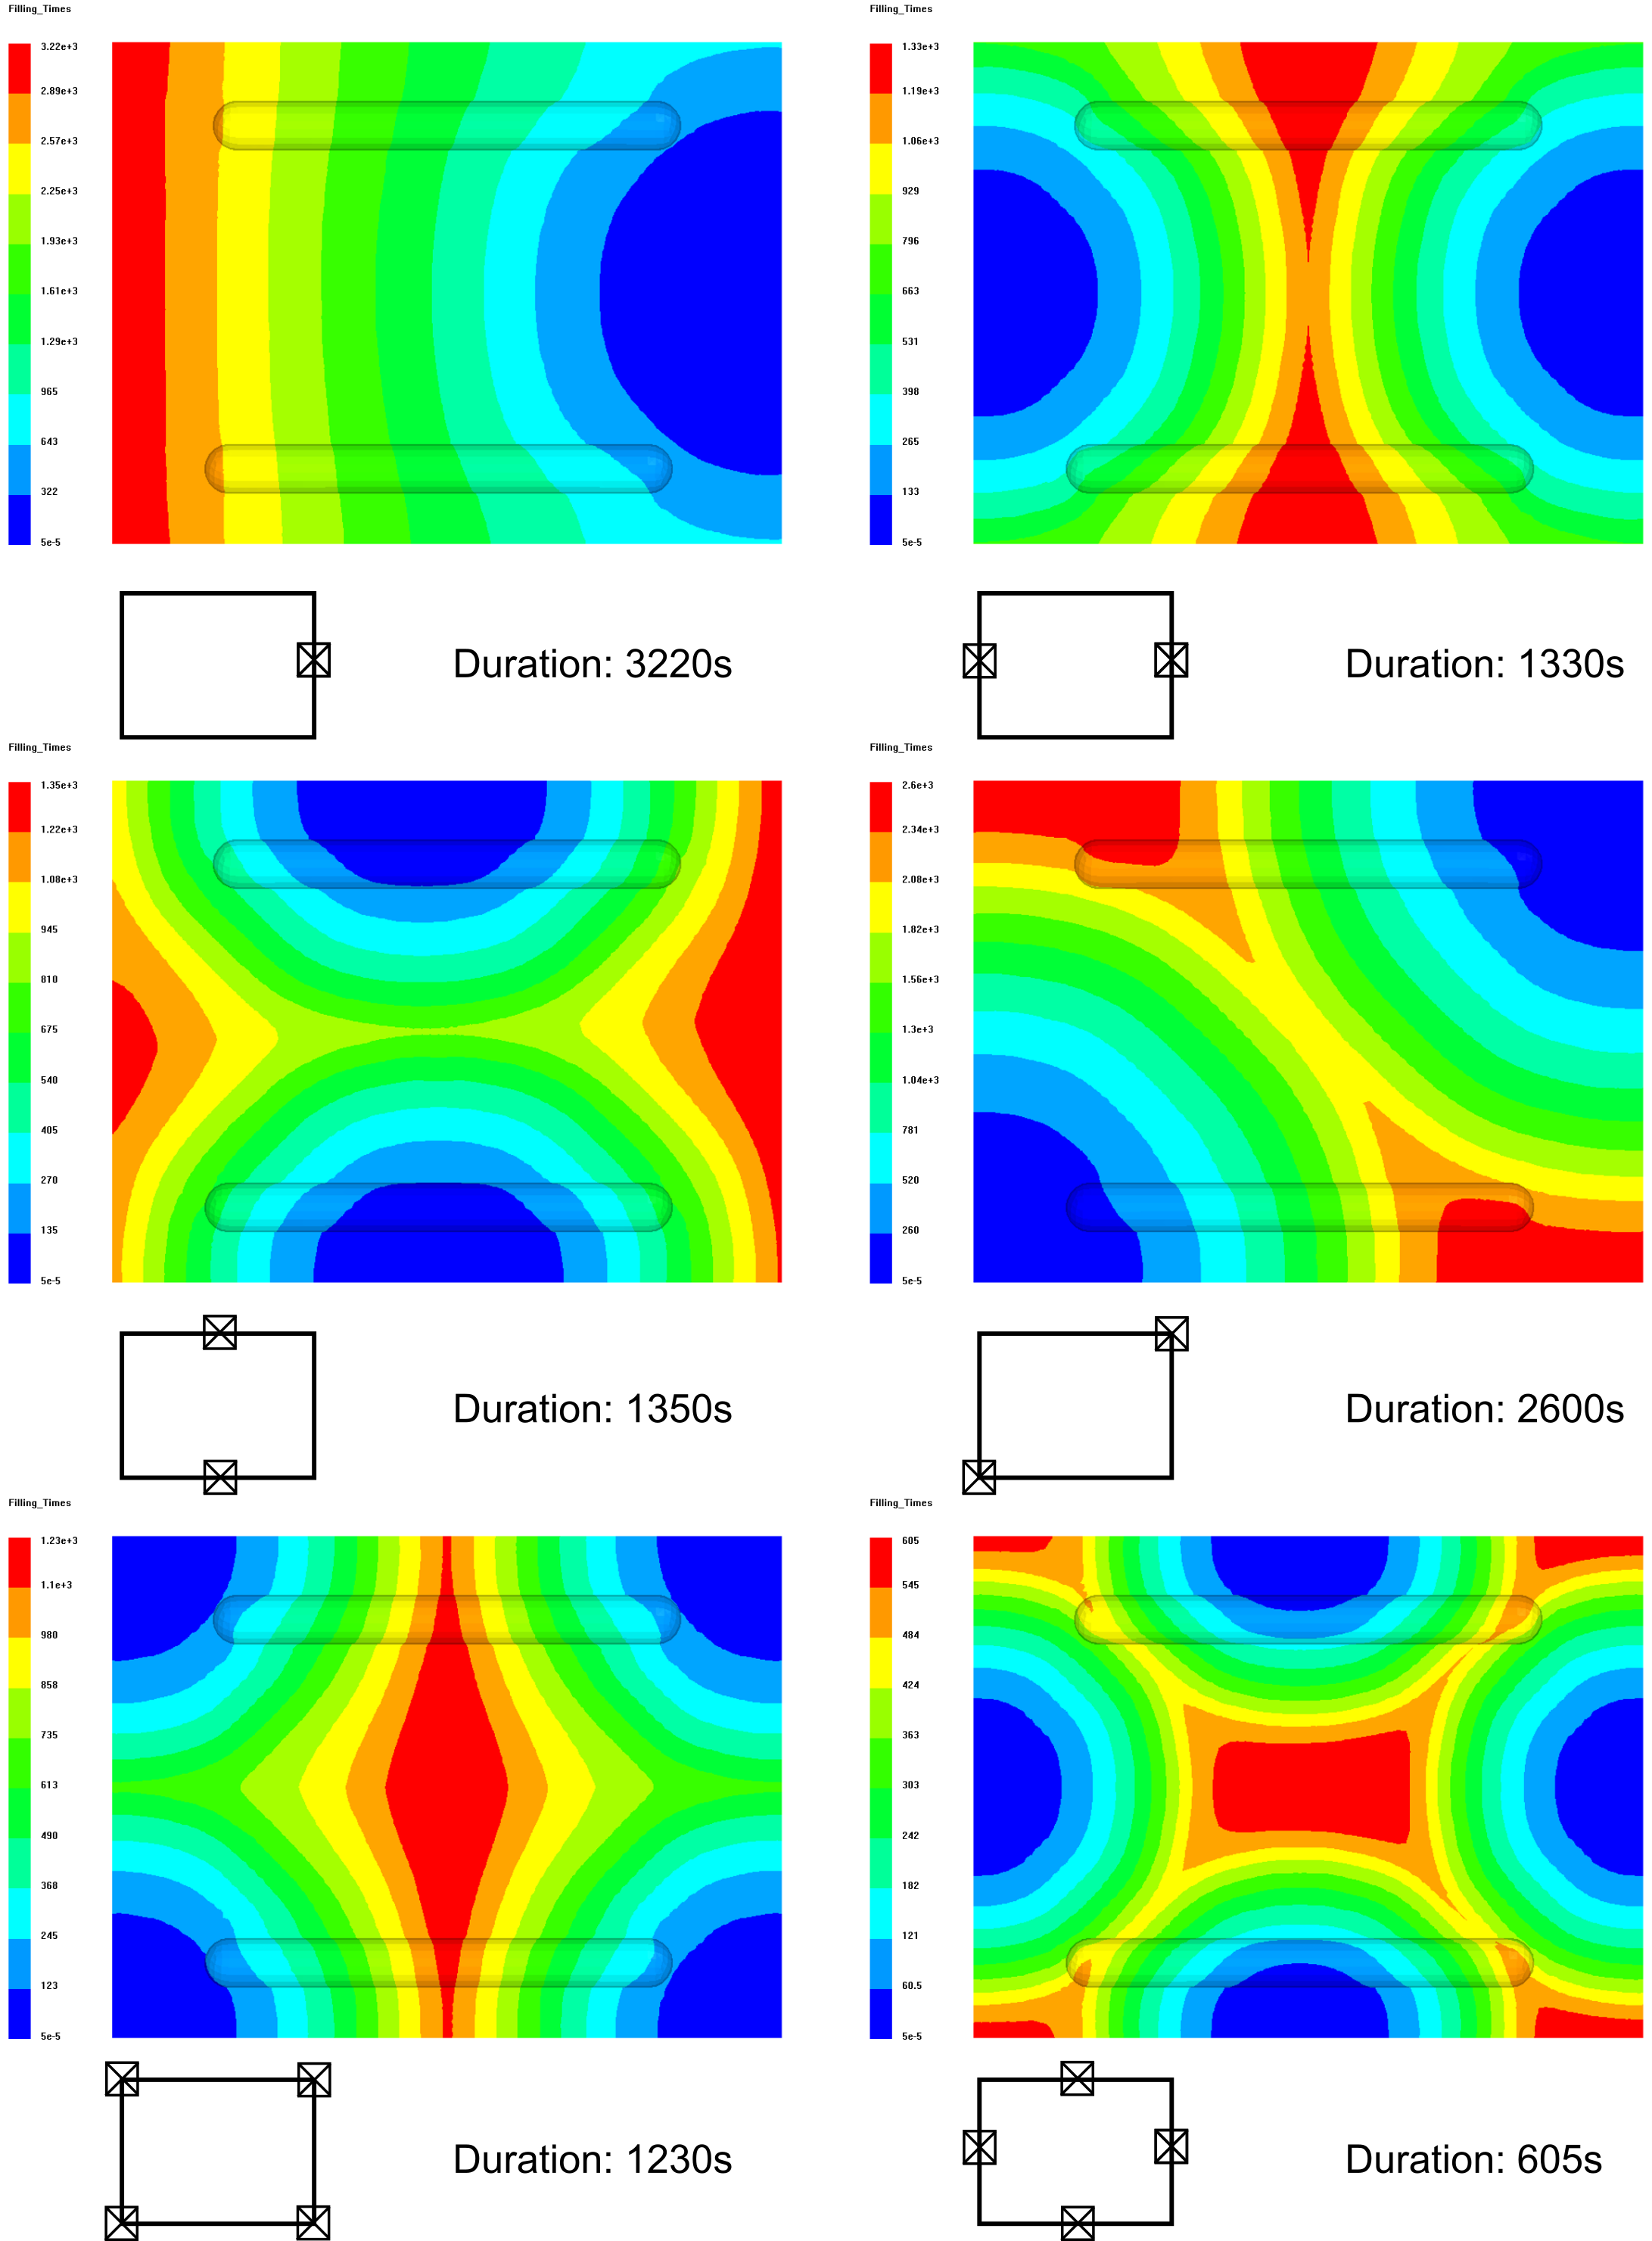 Filling_Times
3.22e+3
2.89e+3
2.57e+3
2.25e+3
1.93e+3
1.61e+3
1.29e+3
965
643
322
5e-5
Duration: 3220s
Filling_Times
1.33e+3
1.19e+3
1.06e+3
929
796
663
531
398
265
133
5e-5
Duration: 1330s
Filling_Times
1.35e+3
1.22e+3
1.08e+3
945
810
675
540
405
270
135
5e-5
Duration: 1350s
Filling_Times
2.6e+3
2.34e+3
2.08e+3
1.82e+3
1.56e+3
1.3e+3
1.04e+3
781
520
260
5e-5
Duration: 2600s
Filling_Times
1.23e+3
1.1e+3
980
858
735
613
490
368
245
123
5e-5
Duration: 1230s
Filling_Times
605
545
484
424
363
303
242
182
121
60.5
5e-5
Duration: 605s